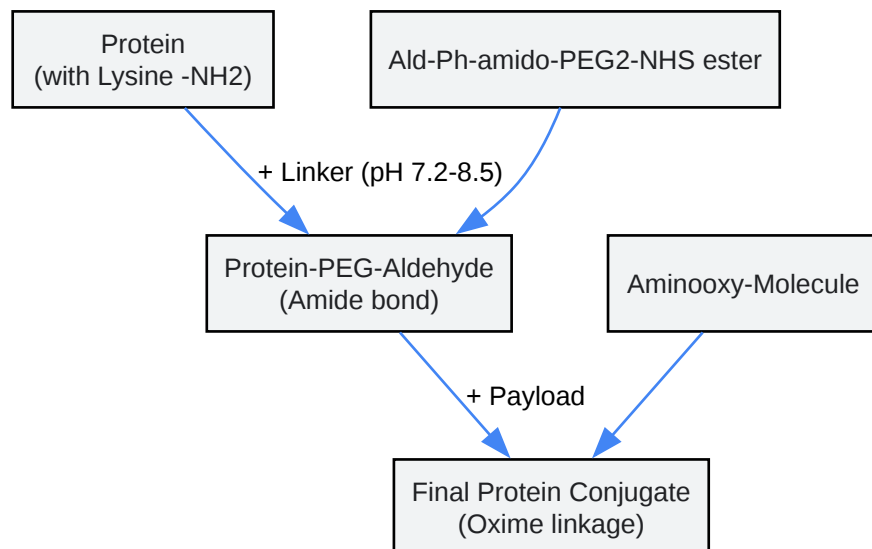 Protein
(with Lysine -NH2)
Ald-Ph-amido-PEG2-NHS ester
+ Linker (pH 7.2-8.5)
Protein-PEG-Aldehyde
(Amide bond)
Aminooxy-Molecule
+ Payload
Final Protein Conjugate
(Oxime linkage)